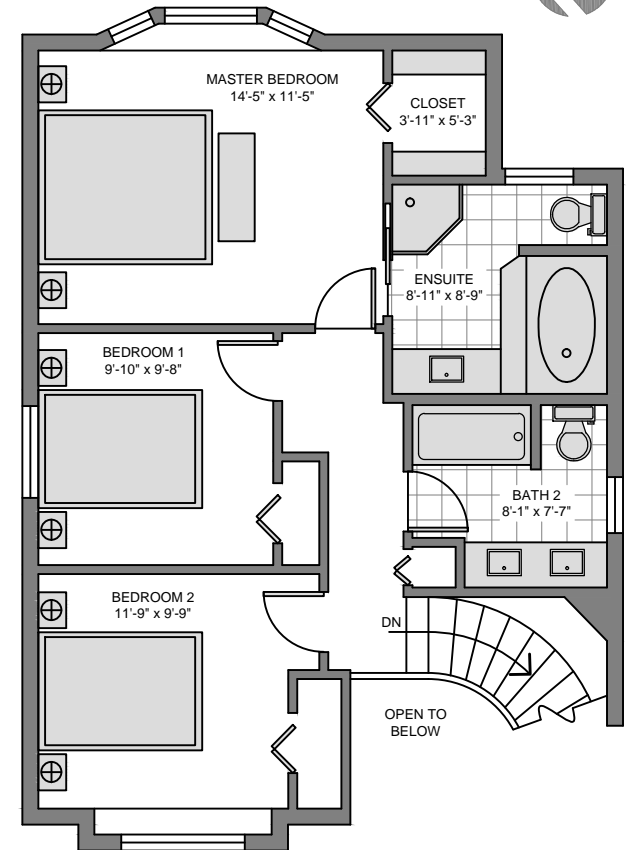 MASTER BEDROOM
14'-5" x 11'-5"
CLOSET
3'-11" x 5'-3"
ENSUITE
8'-11" x 8'-9"
BEDROOM 1
9'-10" x 9'-8"
BATH 2
8'-1" x 7'-7"
BEDROOM 2
11'-9" x 9'-9"
DN
OPEN TO
BELOW